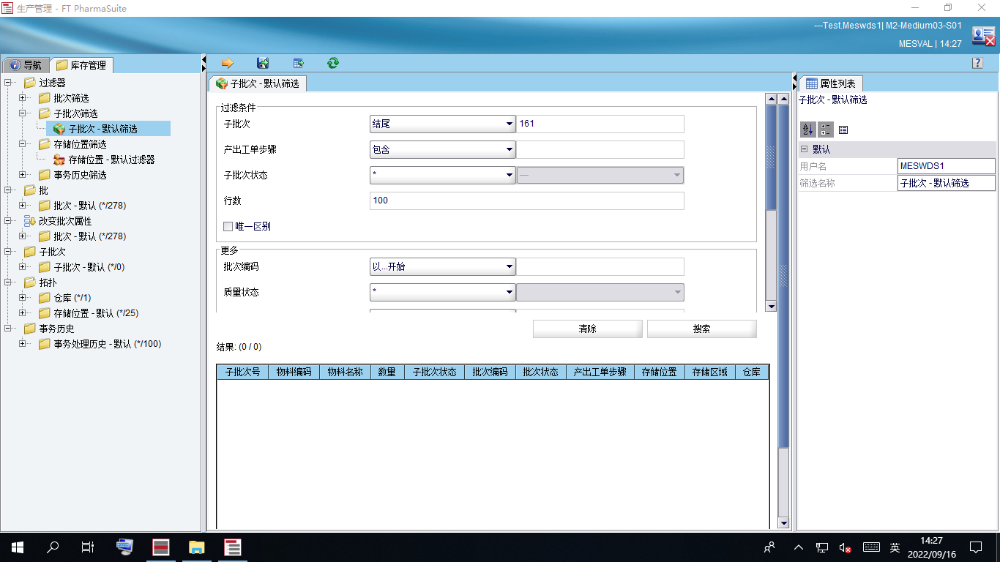 生产管理 - FT PharmaSuite
---Test.Meswds1| M2-Medium03-S01
MESVAL | 14:27
导航
库存管理
过滤器
批次筛选
子批次筛选
子批次 - 默认筛选
存储位置筛选
存储位置 - 默认过滤器
事务历史筛选
批
批次 - 默认 (*/278)
改变批次属性
批次 - 默认 (*/278)
子批次
子批次 - 默认 (*/0)
拓扑
仓库 (*/1)
存储位置 - 默认 (*/25)
事务历史
事务处理历史 - 默认 (*/100)
子批次 - 默认筛选
过滤条件
子批次 结尾 161
产出工单步骤 包含
子批次状态 * ---
行数 100
唯一区别
更多
批次编码 以...开始
质量状态 *
清除 搜索
结果: (0 / 0)
子批次号 物料编码 物料名称 数量 子批次状态 批次编码 批次状态 产出工单步骤 存储位置 存储区域 仓库
?
属性列表
子批次 - 默认筛选
默认
用户名 MESWDS1
筛选名称 子批次 - 默认筛选
英
14:27
2022/09/16